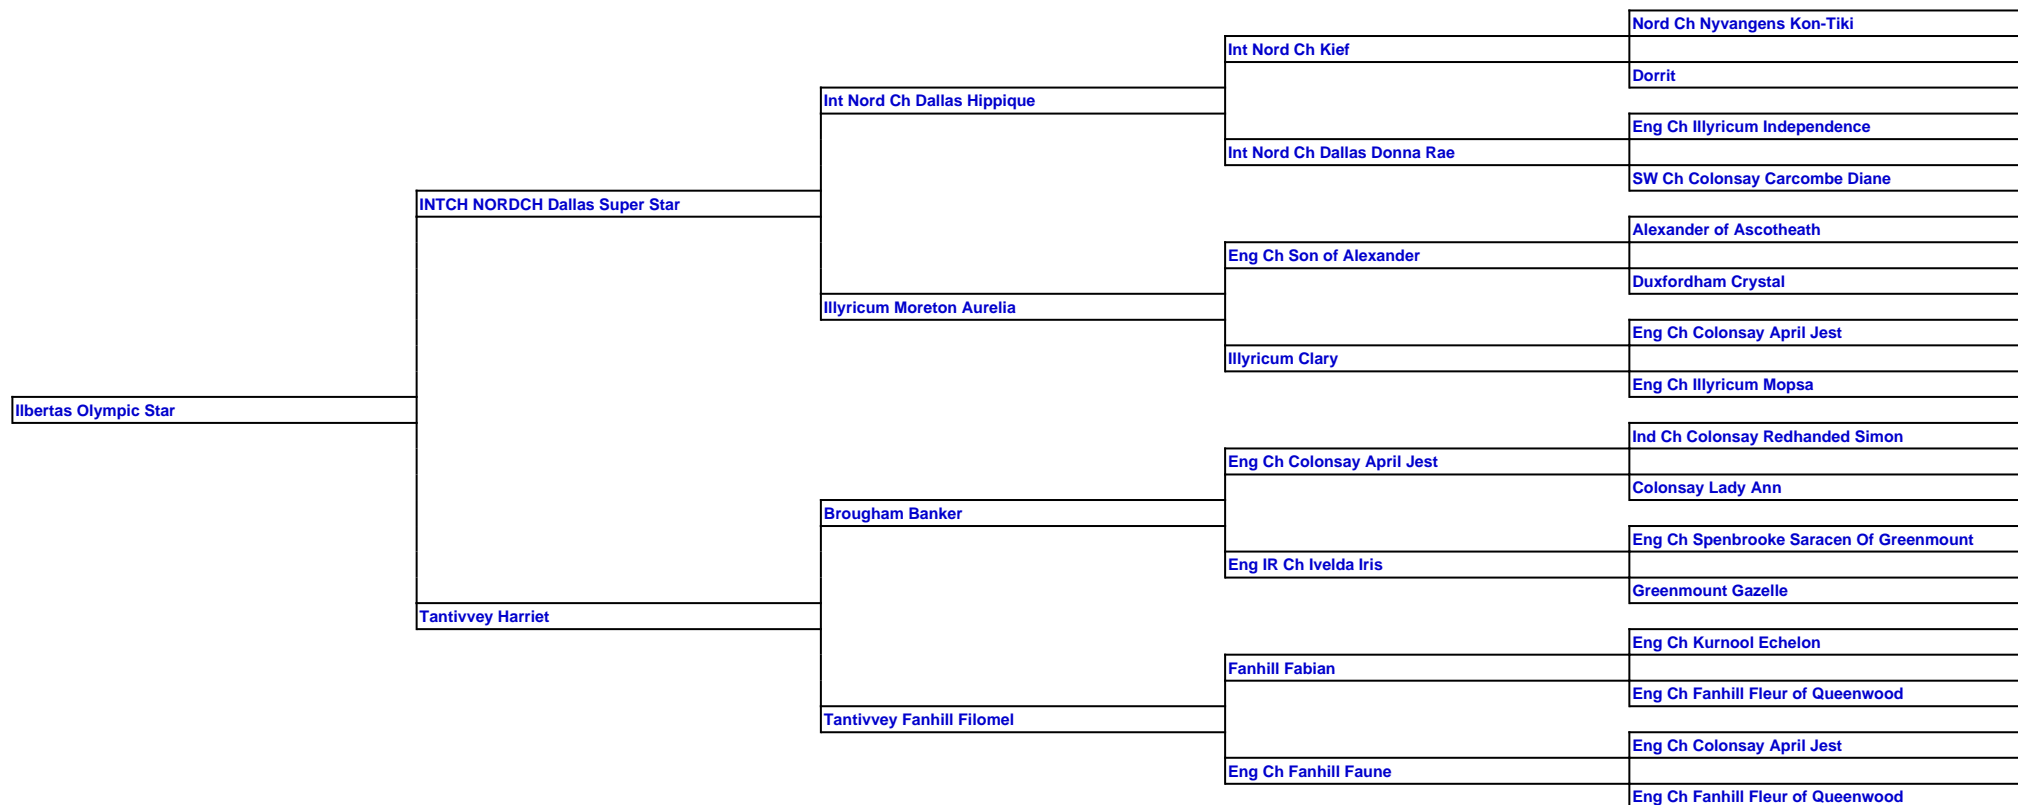 Nord Ch Nyvangens Kon-Tiki
Int Nord Ch Kief
Dorrit
Int Nord Ch Dallas Hippique
Eng Ch Illyricum Independence
Int Nord Ch Dallas Donna Rae
SW Ch Colonsay Carcombe Diane
INTCH NORDCH Dallas Super Star
Alexander of Ascotheath
Eng Ch Son of Alexander
Duxfordham Crystal
Illyricum Moreton Aurelia
Eng Ch Colonsay April Jest
Illyricum Clary
Eng Ch Illyricum Mopsa
Ilbertas Olympic Star
Ind Ch Colonsay Redhanded Simon
Eng Ch Colonsay April Jest
Colonsay Lady Ann
Brougham Banker
Eng Ch Spenbrooke Saracen Of Greenmount
Eng IR Ch Ivelda Iris
Greenmount Gazelle
Tantivvey Harriet
Eng Ch Kurnool Echelon
Fanhill Fabian
Eng Ch Fanhill Fleur of Queenwood
Tantivvey Fanhill Filomel
Eng Ch Colonsay April Jest
Eng Ch Fanhill Faune
Eng Ch Fanhill Fleur of Queenwood